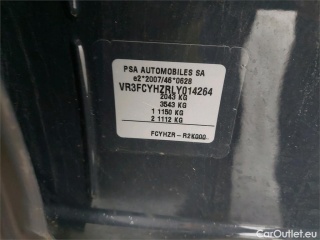 PSA AUTOMOBILES SA
e2*2007/46*0628
VR3FCYHZRLY014264
2043 KG
3543 KG
1 1150 KG
2 1112 KG
FCYHZR-R2K000
© CarOutlet.eu